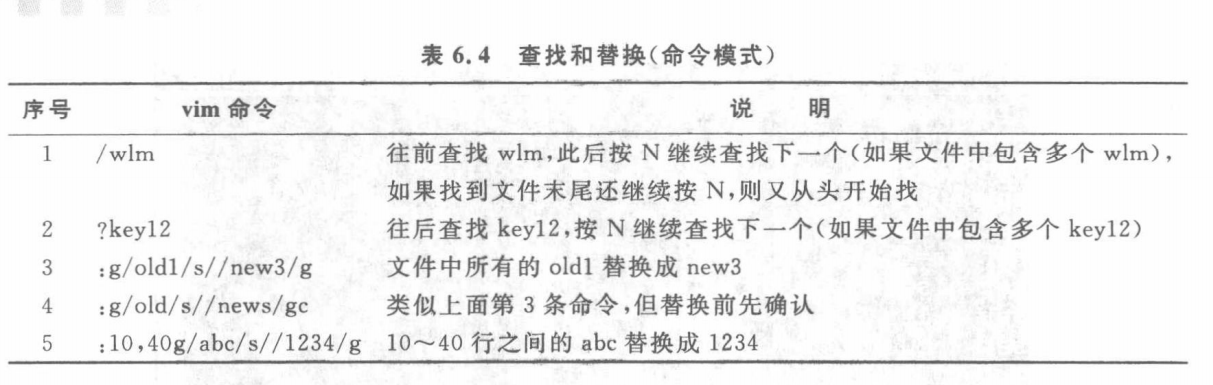 表 6.4 查找和替换(命令模式)
序号 vim 命令 说 明
1 /wlm 往前查找 wlm,此后按 N 继续查找下一个(如果文件中包含多个 wlm),
如果找到文件末尾还继续按 N,则又从头开始找
2 ?key12 往后查找 key12,按 N 继续查找下一个(如果文件中包含多个 key12)
3 :g/old1/s//new3/g 文件中所有的 old1 替换成 new3
4 :g/old/s//news/gc 类似上面第 3 条命令,但替换前先确认
5 :10,40g/abc/s//1234/g 10～40 行之间的 abc 替换成 1234